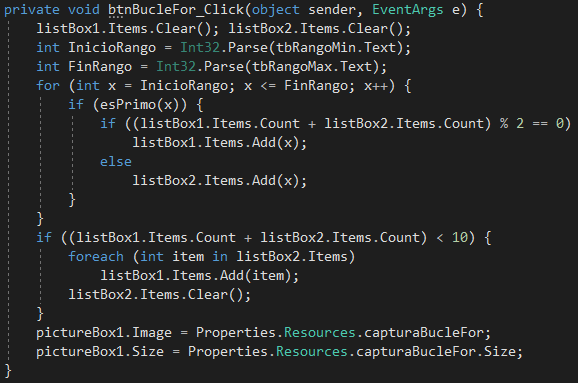 private void btnBucleFor_Click(object sender, EventArgs e) {
listBox1.Items.Clear(); listBox2.Items.Clear();
int InicioRango = Int32.Parse(tbRangoMin.Text);
int FinRango = Int32.Parse(tbRangoMax.Text);
for (int x = InicioRango; x <= FinRango; x++) {
if (esPrimo(x)) {
if ((listBox1.Items.Count + listBox2.Items.Count) % 2 == 0)
listBox1.Items.Add(x);
else
listBox2.Items.Add(x);
}
}
if ((listBox1.Items.Count + listBox2.Items.Count) < 10) {
foreach (int item in listBox2.Items)
listBox1.Items.Add(item);
listBox2.Items.Clear();
}
pictureBox1.Image = Properties.Resources.capturaBucleFor;
pictureBox1.Size = Properties.Resources.capturaBucleFor.Size;
}